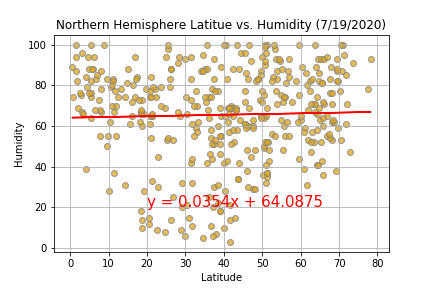 Northern Hemisphere Latitue vs. Humidity (7/19/2020)
100
80
60
40
20
0
Humidity
y = 0.0354x + 64.0875
0 10 20 30 40 50 60 70 80
Latitude